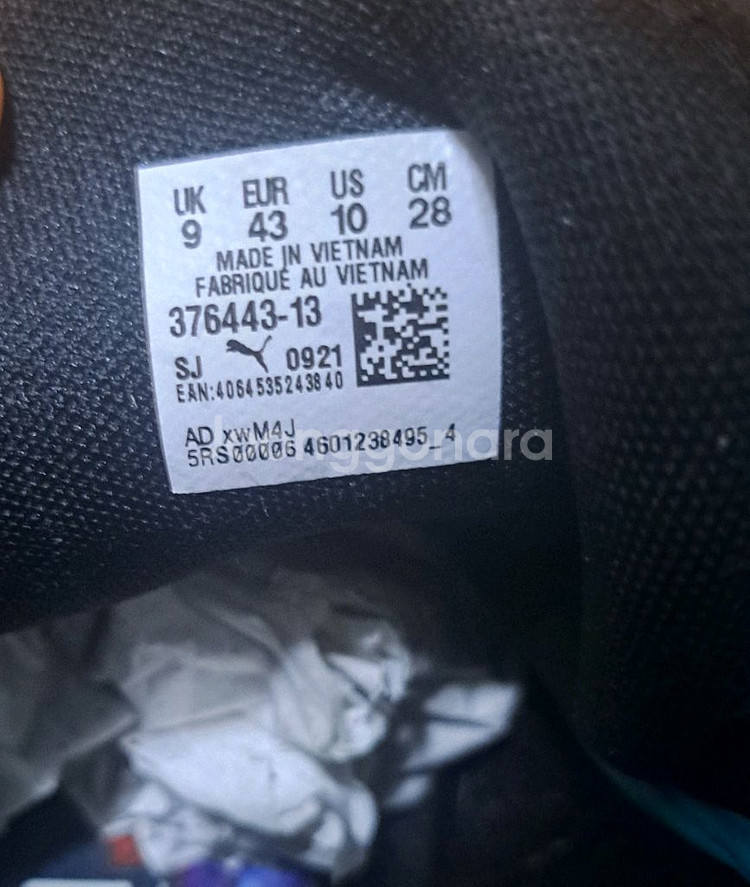 UK EUR US CM
9 43 10 28
MADE IN VIETNAM
FABRIQUÉ AU VIETNAM
376443-13
SJ 0921
EAN:4064535243840
AD xwM4J
5RS00006 4601238495_4